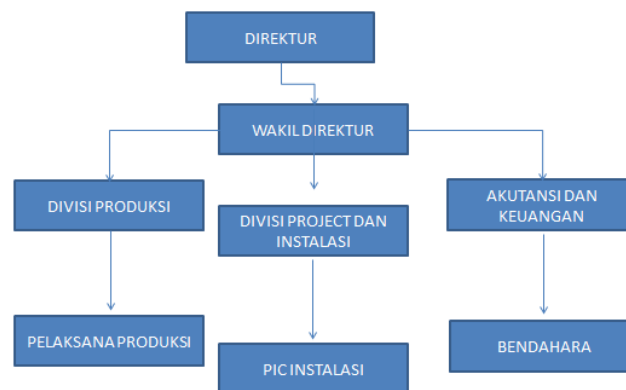 DIREKTUR
WAKIL DIREKTUR
DIVISI PRODUKSI
DIVISI PROJECT DAN
INSTALASI
AKUTANSI DAN
KEUANGAN
PELAKSANA PRODUKSI
PIC INSTALASI
BENDAHARA